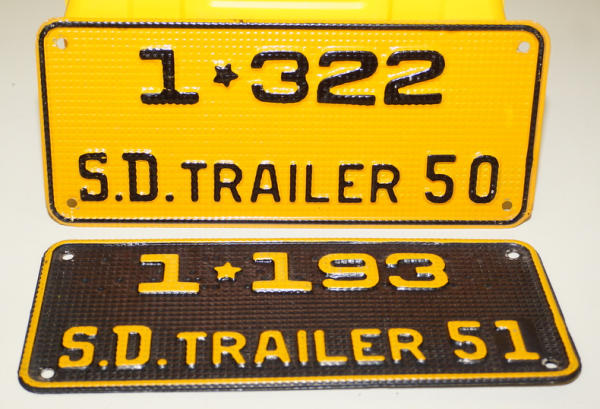 1★322
S.D. TRAILER 50
1★193
S.D. TRAILER 51